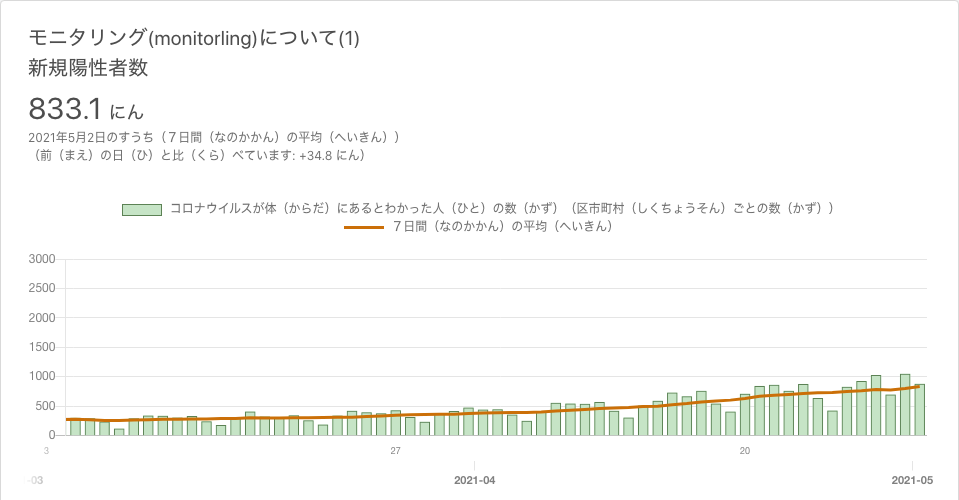 モニタリング(monitorling)について(1)
新規陽性者数
833.1 にん
2021年5月2日のすうち（７日間（なのかかん）の平均（へいきん））
（前（まえ）の日（ひ）と比（くら）べています: +34.8 にん）
コロナウイルスが体（からだ）にあるとわかった人（ひと）の数（かず）（区市町村（しくちょうそん）ごとの数（かず））
７日間（なのかかん）の平均（へいきん）
3000
2500
2000
1500
1000
500
0
3 27 20
-03 2021-04 2021-05